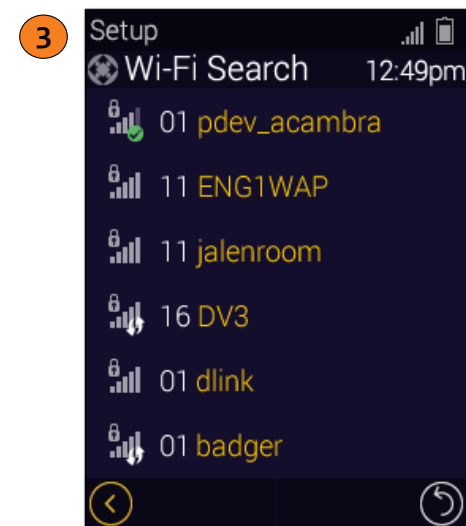 3
Setup
Wi-Fi Search 12:49pm
01 pdev_acambra
11 ENG1WAP
11 jalenroom
16 DV3
01 dlink
01 badger